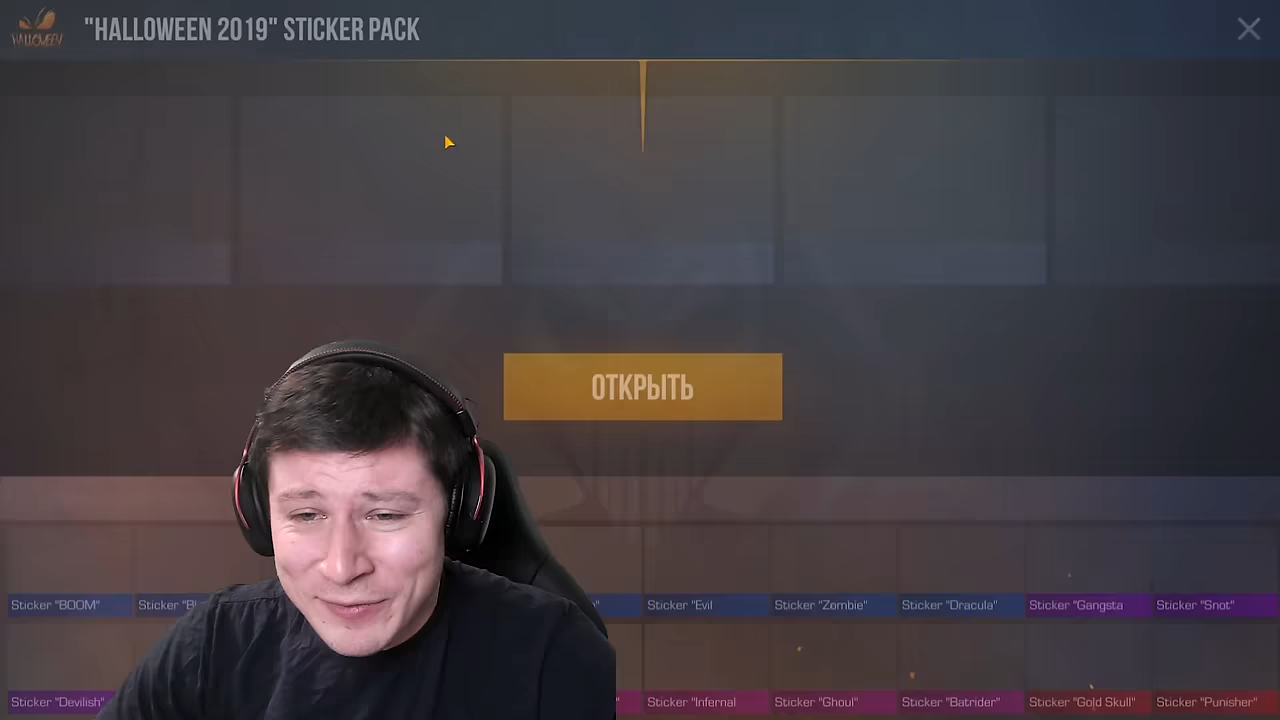 HALLOWEEN
"HALLOWEEN 2019" STICKER PACK
ОТКРЫТЬ
Sticker "BOOM"
Sticker
Sticker "Evil
Sticker "Zombie"
Sticker "Dracula"
Sticker "Gangsta
Sticker "Snot"
Sticker "Devilish"
Sticker "Infernal
Sticker "Ghoul"
Sticker "Batrider"
Sticker "Gold Skull"
Sticker "Punisher"